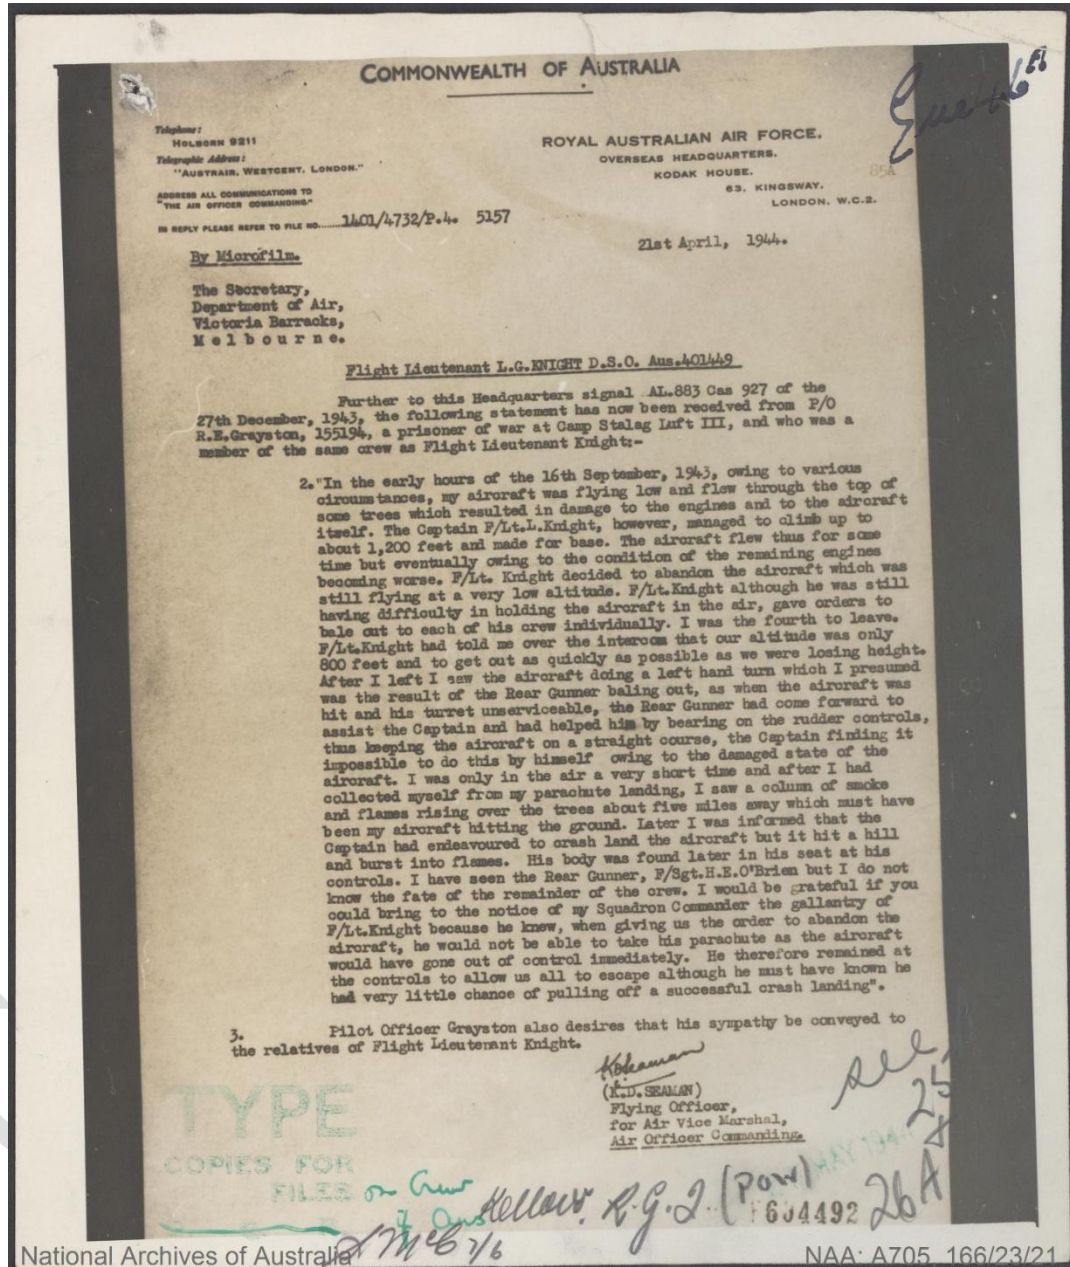 COMMONWEALTH OF AUSTRALIA
Telephone:
HOLBORN 9211
Telegraphic Address:
"AUSTRAIR, WESTCENT, LONDON."
ADDRESS ALL COMMUNICATIONS TO
"THE AIR OFFICER COMMANDING"
IN REPLY PLEASE REFER TO FILE NO. 1401/4732/P.4. 5157
ROYAL AUSTRALIAN AIR FORCE.
OVERSEAS HEADQUARTERS.
KODAK HOUSE.
63, KINGSWAY.
LONDON. W.C.2.
85A
21st April, 1944.
By Microfilm.
The Secretary,
Department of Air,
Victoria Barracks,
Melbourne.
Flight Lieutenant L.G.KNIGHT D.S.O. Aus.401449
Further to this Headquarters signal AL.883 Cas 927 of the
27th December, 1943, the following statement has now been received from P/O
R.E.Grayston, 155194, a prisoner of war at Camp Stalag Luft III, and who was a
member of the same crew as Flight Lieutenant Knight:-
2."In the early hours of the 16th September, 1943, owing to various
circumstances, my aircraft was flying low and flew through the top of
some trees which resulted in damage to the engines and to the aircraft
itself. The Captain F/Lt.L.Knight, however, managed to climb up to
about 1,200 feet and made for base. The aircraft flew thus for some
time but eventually owing to the condition of the remaining engines
becoming worse. F/Lt. Knight decided to abandon the aircraft which was
still flying at a very low altitude. F/Lt.Knight although he was still
having difficulty in holding the aircraft in the air, gave orders to
bale out to each of his crew individually. I was the fourth to leave.
F/Lt.Knight had told me over the intercom that our altitude was only
800 feet and to get out as quickly as possible as we were losing height.
After I left I saw the aircraft doing a left hand turn which I presumed
was the result of the Rear Gunner baling out, as when the aircraft was
hit and his turret unserviceable, the Rear Gunner had come forward to
assist the Captain and had helped him by bearing on the rudder controls,
thus keeping the aircraft on a straight course, the Captain finding it
impossible to do this by himself owing to the damaged state of the
aircraft. I was only in the air a very short time and after I had
collected myself from my parachute landing, I saw a column of smoke
and flames rising over the trees about five miles away which must have
been my aircraft hitting the ground. Later I was informed that the
Captain had endeavoured to crash land the aircraft but it hit a hill
and burst into flames. His body was found later in his seat at his
controls. I have seen the Rear Gunner, F/Sgt.H.E.O'Brien but I do not
know the fate of the remainder of the crew. I would be grateful if you
could bring to the notice of my Squadron Commander the gallantry of
F/Lt.Knight because he knew, when giving us the order to abandon the
aircraft, he would not be able to take his parachute as the aircraft
would have gone out of control immediately. He therefore remained at
the controls to allow us all to escape although he must have known he
had very little chance of pulling off a successful crash landing".
3. Pilot Officer Grayston also desires that his sympathy be conveyed to
the relatives of Flight Lieutenant Knight.
KDSeaman
(K.D.SEAMAN)
Flying Officer,
for Air Vice Marshal,
Air Officer Commanding.
TYPE
COPIES FOR
FILES
see
25
MAY 1944
Kellow. R.G.J. (POW)
F604492
26A
7/6
National Archives of Australia
NAA: A705, 166/23/21